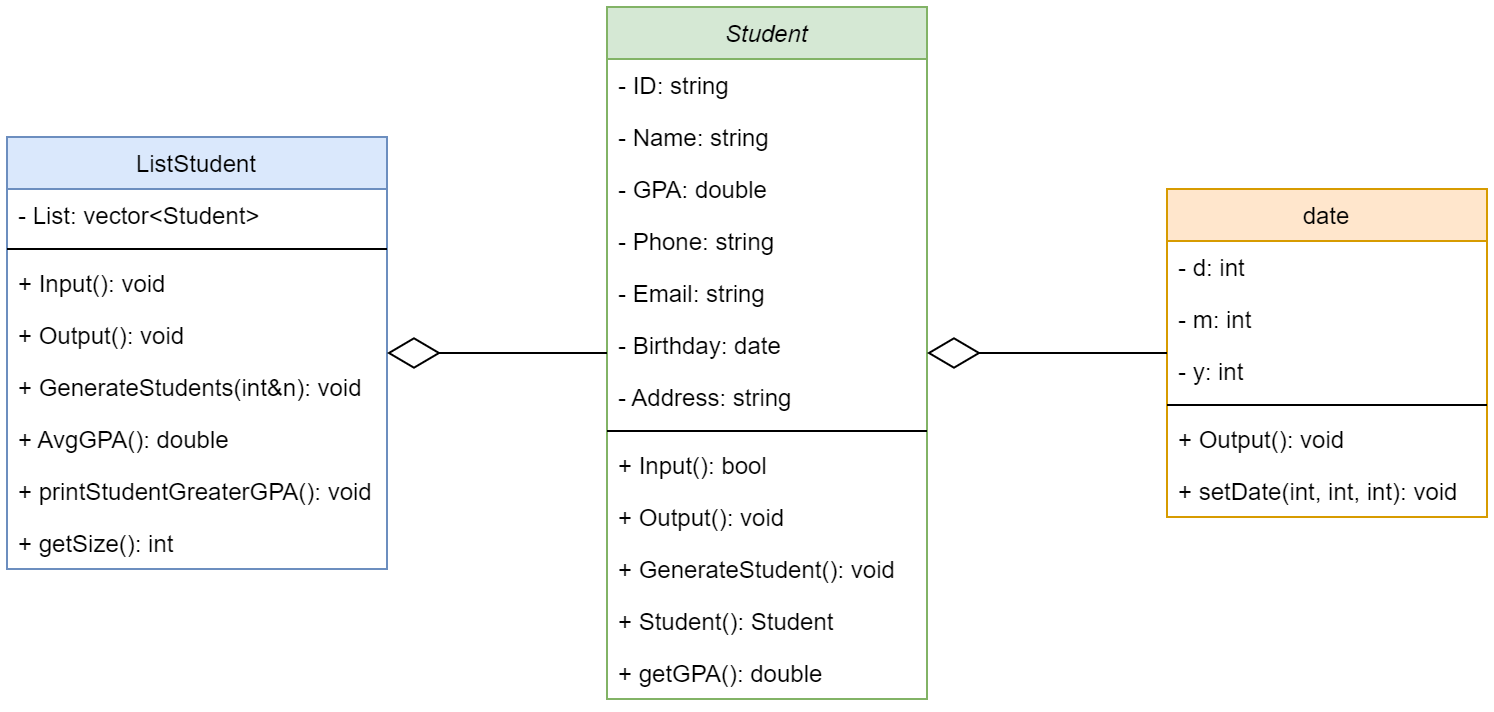 ListStudent
- List: vector<Student>
+ Input(): void
+ Output(): void
+ GenerateStudents(int&n): void
+ AvgGPA(): double
+ printStudentGreaterGPA(): void
+ getSize(): int
Student
- ID: string
- Name: string
- GPA: double
- Phone: string
- Email: string
- Birthday: date
- Address: string
+ Input(): bool
+ Output(): void
+ GenerateStudent(): void
+ Student(): Student
+ getGPA(): double
date
- d: int
- m: int
- y: int
+ Output(): void
+ setDate(int, int, int): void